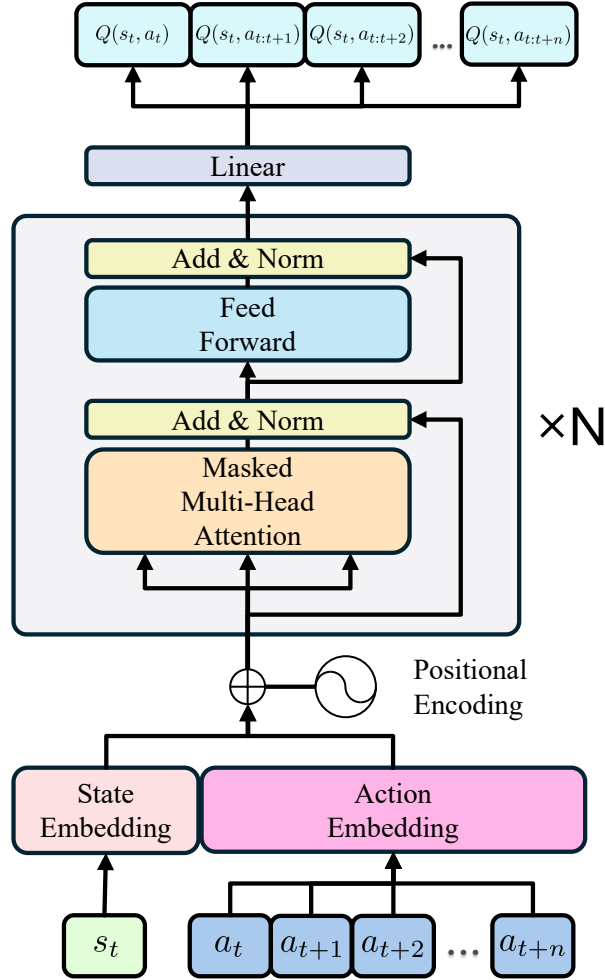 Q(s_t, a_t) Q(s_t, a_{t:t+1}) Q(s_t, a_{t:t+2}) ... Q(s_t, a_{t:t+n})
Linear
Add & Norm
Feed
Forward
Add & Norm
×N
Masked
Multi-Head
Attention
Positional
Encoding
State
Embedding
Action
Embedding
s_t a_t a_{t+1} a_{t+2} ... a_{t+n}